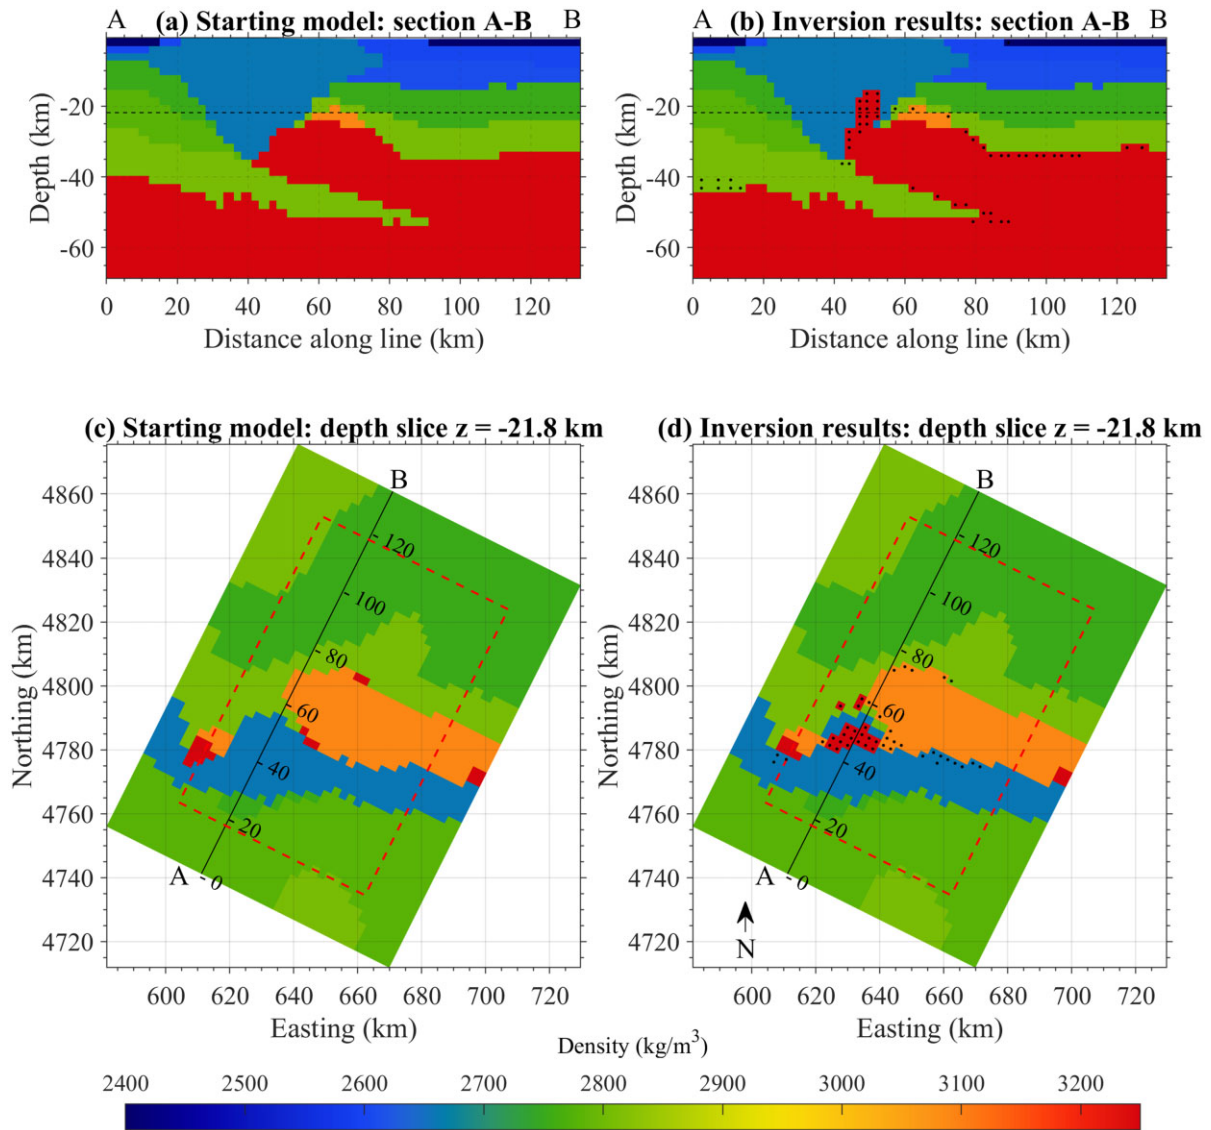 A (a) Starting model: section A-B B
A (b) Inversion results: section A-B B
-20
-40
-60
Depth (km)
0 20 40 60 80 100 120
Distance along line (km)
-20
-40
-60
Depth (km)
0 20 40 60 80 100 120
Distance along line (km)
(c) Starting model: depth slice z = -21.8 km
4860
4840
4820
4800
4780
4760
4740
4720
Northing (km)
B
120
100
80
60
40
20
0
A
600 620 640 660 680 700 720
Easting (km)
(d) Inversion results: depth slice z = -21.8 km
4860
4840
4820
4800
4780
4760
4740
4720
Northing (km)
B
120
100
80
60
40
20
0
A
N
600 620 640 660 680 700 720
Easting (km)
Density (kg/m³)
2400 2500 2600 2700 2800 2900 3000 3100 3200